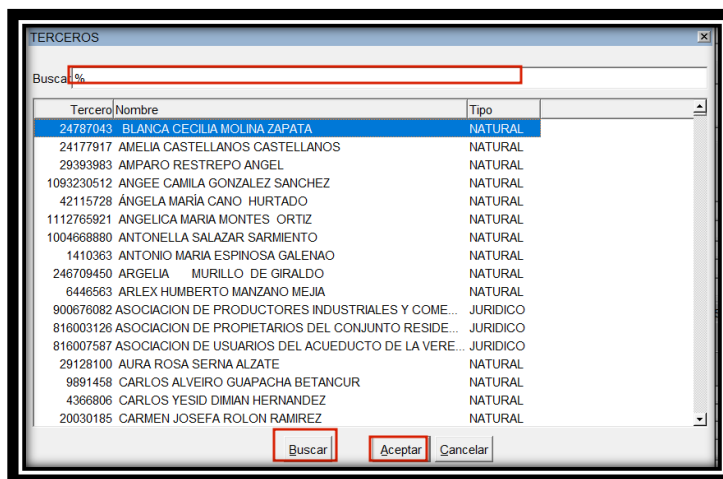 TERCEROS
Buscar %
Tercero Nombre Tipo
24787043 BLANCA CECILIA MOLINA ZAPATA NATURAL
24177917 AMELIA CASTELLANOS CASTELLANOS NATURAL
29393983 AMPARO RESTREPO ANGEL NATURAL
1093230512 ANGEE CAMILA GONZALEZ SANCHEZ NATURAL
42115728 ÁNGELA MARÍA CANO HURTADO NATURAL
1112765921 ANGELICA MARIA MONTES ORTIZ NATURAL
1004668880 ANTONELLA SALAZAR SARMIENTO NATURAL
1410363 ANTONIO MARIA ESPINOSA GALENAO NATURAL
246709450 ARGELIA MURILLO DE GIRALDO NATURAL
6446563 ARLEX HUMBERTO MANZANO MEJIA NATURAL
900676082 ASOCIACION DE PRODUCTORES INDUSTRIALES Y COME... JURIDICO
816003126 ASOCIACION DE PROPIETARIOS DEL CONJUNTO RESIDE... JURIDICO
816007587 ASOCIACION DE USUARIOS DEL ACUEDUCTO DE LA VERE... JURIDICO
29128100 AURA ROSA SERNA ALZATE NATURAL
9891458 CARLOS ALVEIRO GUAPACHA BETANCUR NATURAL
4366806 CARLOS YESID DIMIAN HERNANDEZ NATURAL
20030185 CARMEN JOSEFA ROLON RAMIREZ NATURAL
Buscar Aceptar Cancelar